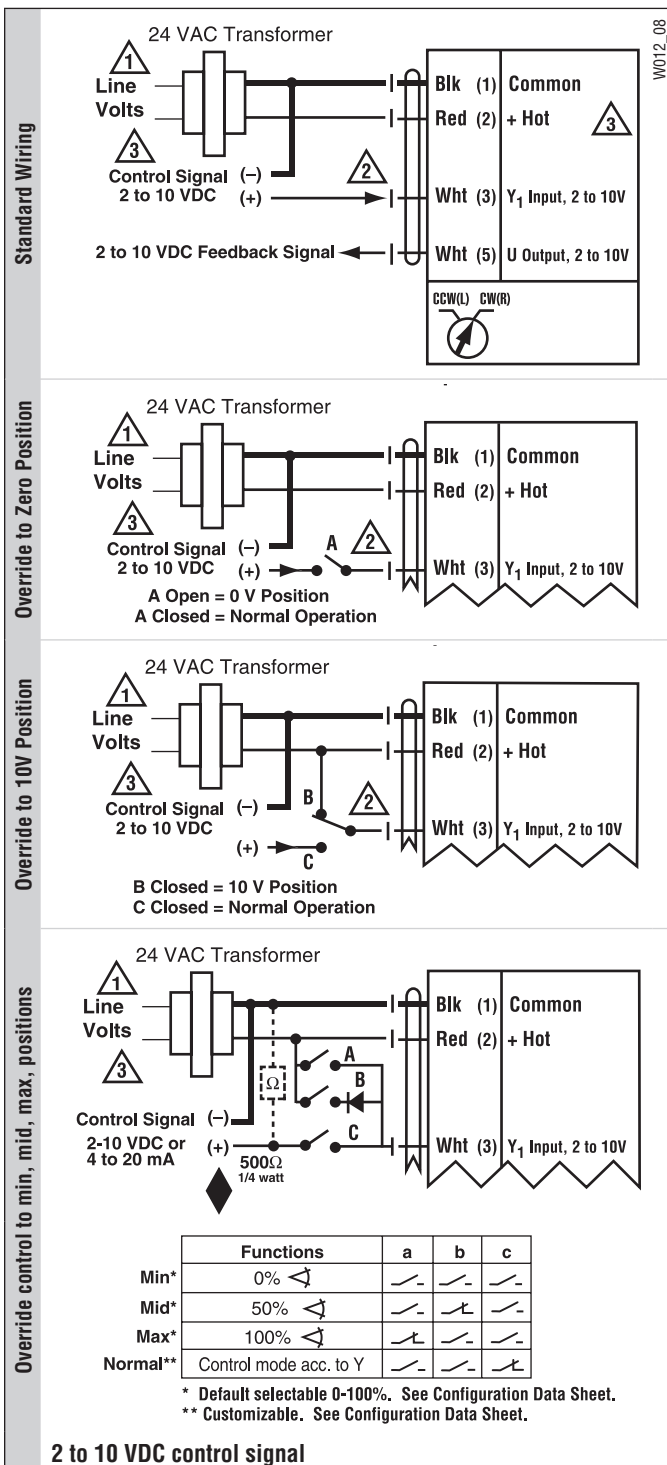 W012_08
Standard Wiring
24 VAC Transformer
1
Line
Volts
3
Control Signal (–)
2 to 10 VDC (+)
2
2 to 10 VDC Feedback Signal
Blk (1) Common
Red (2) + Hot
3
Wht (3) Y1 Input, 2 to 10V
Wht (5) U Output, 2 to 10V
CCW(L) CW(R)
Override to Zero Position
24 VAC Transformer
1
Line
Volts
3
Control Signal (–)
2 to 10 VDC (+)
A
2
A Open = 0 V Position
A Closed = Normal Operation
Blk (1) Common
Red (2) + Hot
Wht (3) Y1 Input, 2 to 10V
Override to 10V Position
24 VAC Transformer
1
Line
Volts
3
Control Signal (–)
2 to 10 VDC
(+)
B
2
C
B Closed = 10 V Position
C Closed = Normal Operation
Blk (1) Common
Red (2) + Hot
Wht (3) Y1 Input, 2 to 10V
Override control to min, mid, max, positions
24 VAC Transformer
1
Line
Volts
3
A
Ω
B
Control Signal (–)
2-10 VDC or (+)
4 to 20 mA
C
500Ω
1/4 watt
Blk (1) Common
Red (2) + Hot
Wht (3) Y1 Input, 2 to 10V
Functions a b c
Min* 0%
Mid* 50%
Max* 100%
Normal** Control mode acc. to Y
* Default selectable 0-100%. See Configuration Data Sheet.
** Customizable. See Configuration Data Sheet.
2 to 10 VDC control signal